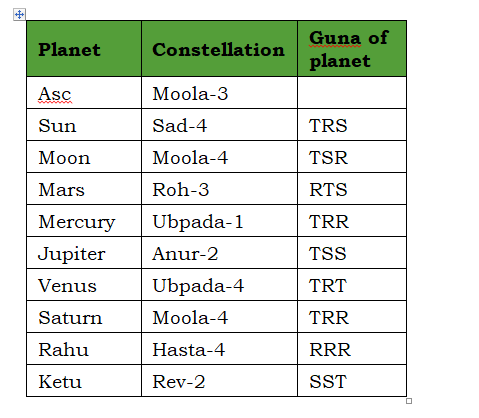 Planet Constellation Guna of planet
Asc Moola-3
Sun Sad-4 TRS
Moon Moola-4 TSR
Mars Roh-3 RTS
Mercury Ubpada-1 TRR
Jupiter Anur-2 TSS
Venus Ubpada-4 TRT
Saturn Moola-4 TRR
Rahu Hasta-4 RRR
Ketu Rev-2 SST